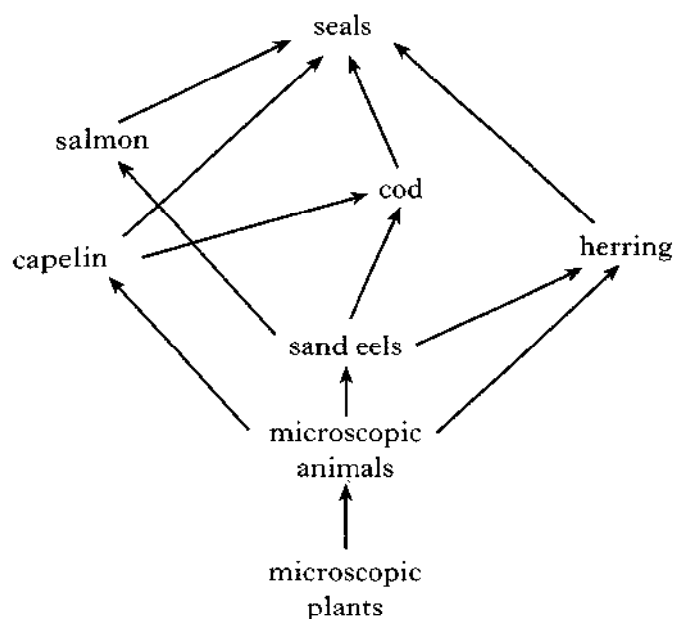 seals
salmon
cod
capelin
herring
sand eels
microscopic
animals
microscopic
plants